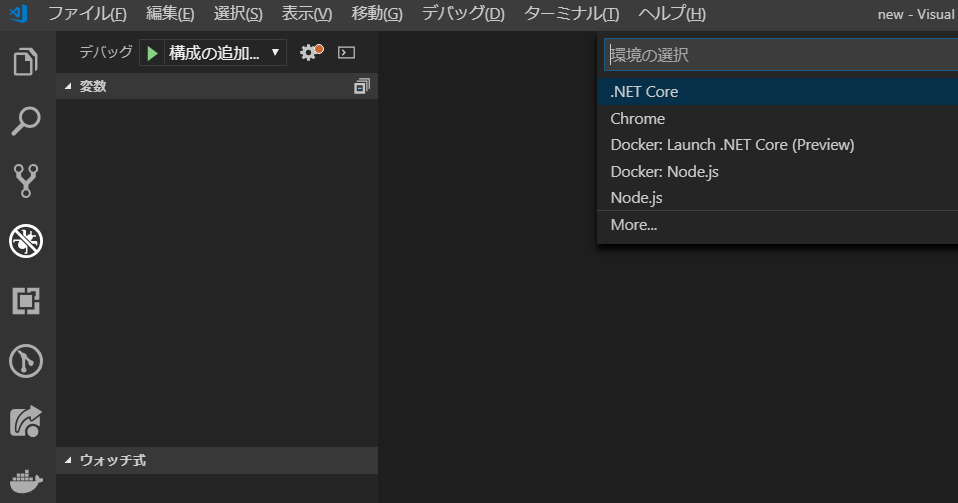 ファイル(F) 編集(E) 選択(S) 表示(V) 移動(G) デバッグ(D) ターミナル(T) ヘルプ(H) new - Visual
デバッグ 構成の追加...
変数
ウォッチ式
環境の選択
.NET Core
Chrome
Docker: Launch .NET Core (Preview)
Docker: Node.js
Node.js
More...